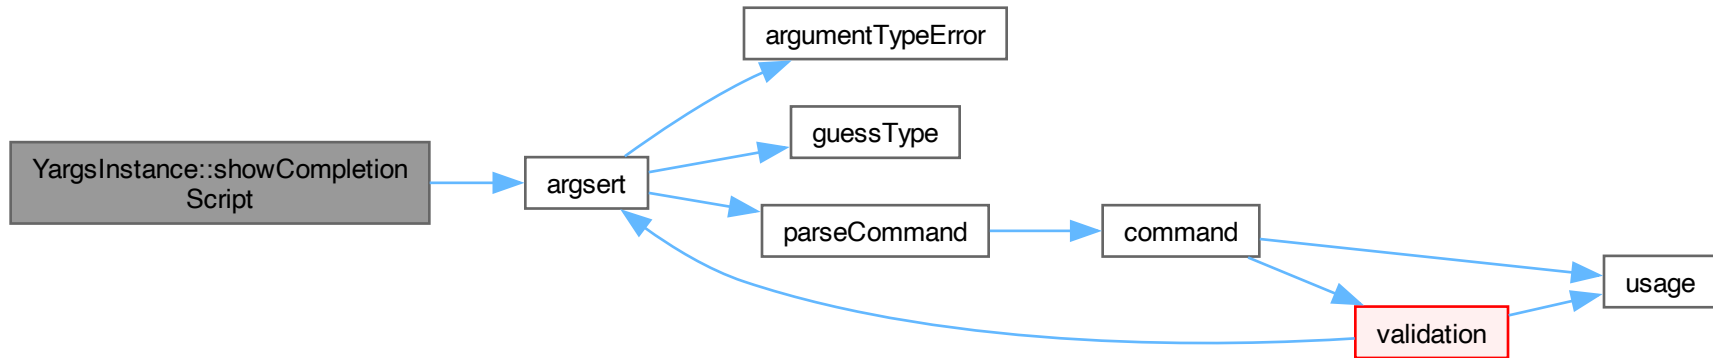 argumentTypeError
guessType
YargsInstance::showCompletion
Script
argsert
parseCommand
command
usage
validation